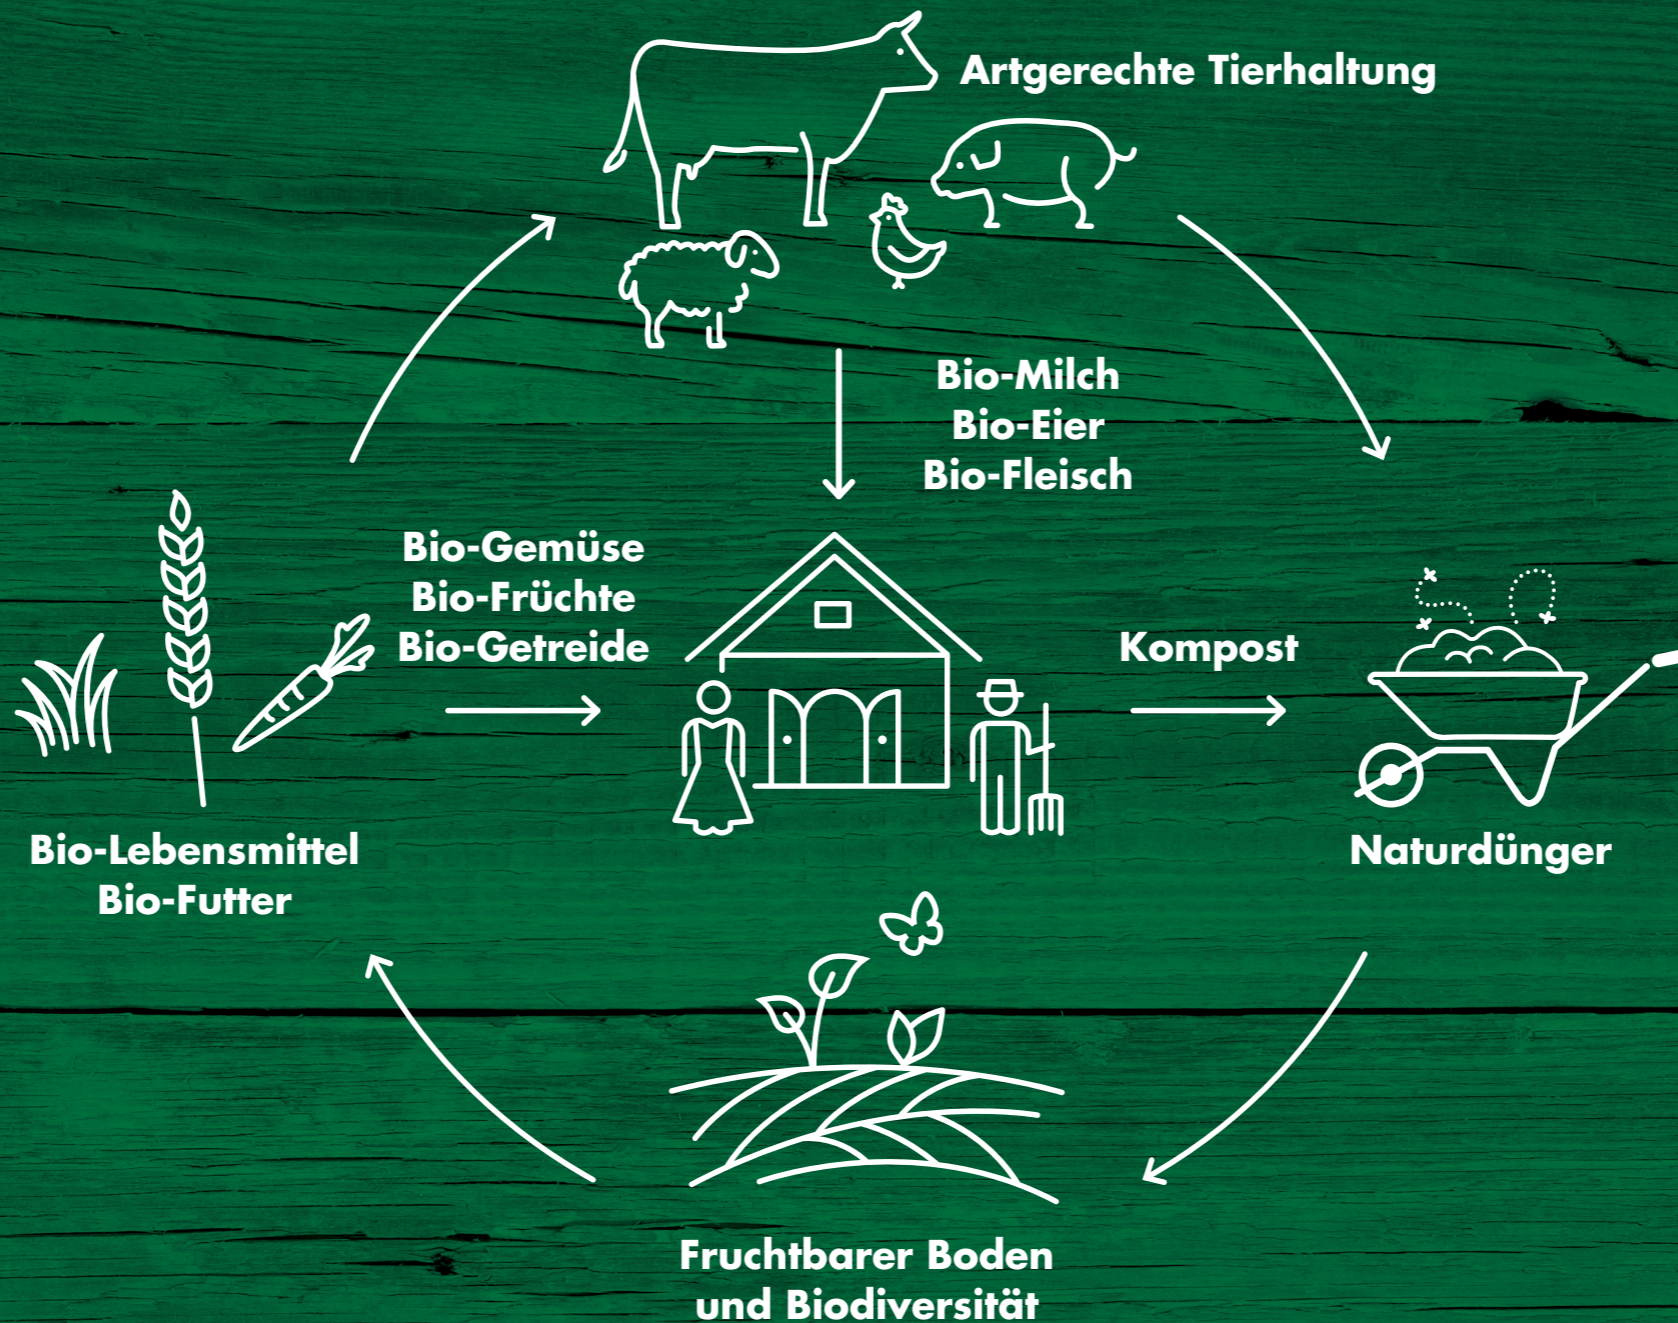 Artgerechte Tierhaltung
Bio-Milch
Bio-Eier
Bio-Fleisch
Bio-Gemüse
Bio-Früchte
Bio-Getreide
Kompost
Bio-Lebensmittel
Bio-Futter
Naturdünger
Fruchtbarer Boden
und Biodiversität